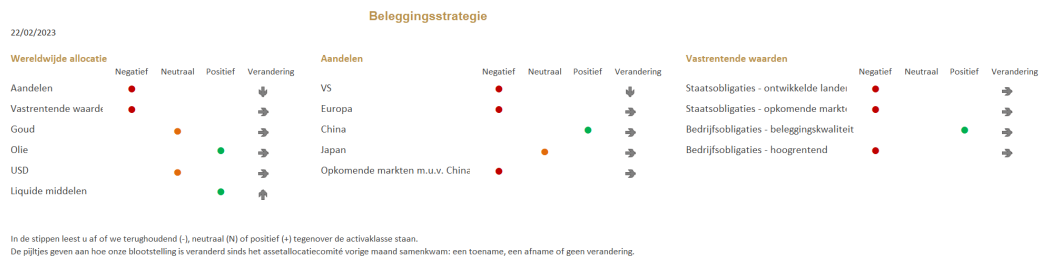 Beleggingsstrategie
22/02/2023
Wereldwijde allocatie
Negatief Neutraal Positief Verandering
Aandelen
Vastrentende waarde
Goud
Olie
USD
Liquide middelen
Aandelen
Negatief Neutraal Positief Verandering
VS
Europa
China
Japan
Opkomende markten m.u.v. China
Vastrentende waarden
Negatief Neutraal Positief Verandering
Staatsobligaties - ontwikkelde landen
Staatsobligaties - opkomende markte
Bedrijfsobligaties - beleggingskwaliteit
Bedrijfsobligaties - hoogrentend
In de stippen leest u af of we terughoudend (-), neutraal (N) of positief (+) tegenover de activaklasse staan.
De pijltjes geven aan hoe onze blootstelling is veranderd sinds het assetallocatiecomité vorige maand samenkwam: een toename, een afname of geen verandering.